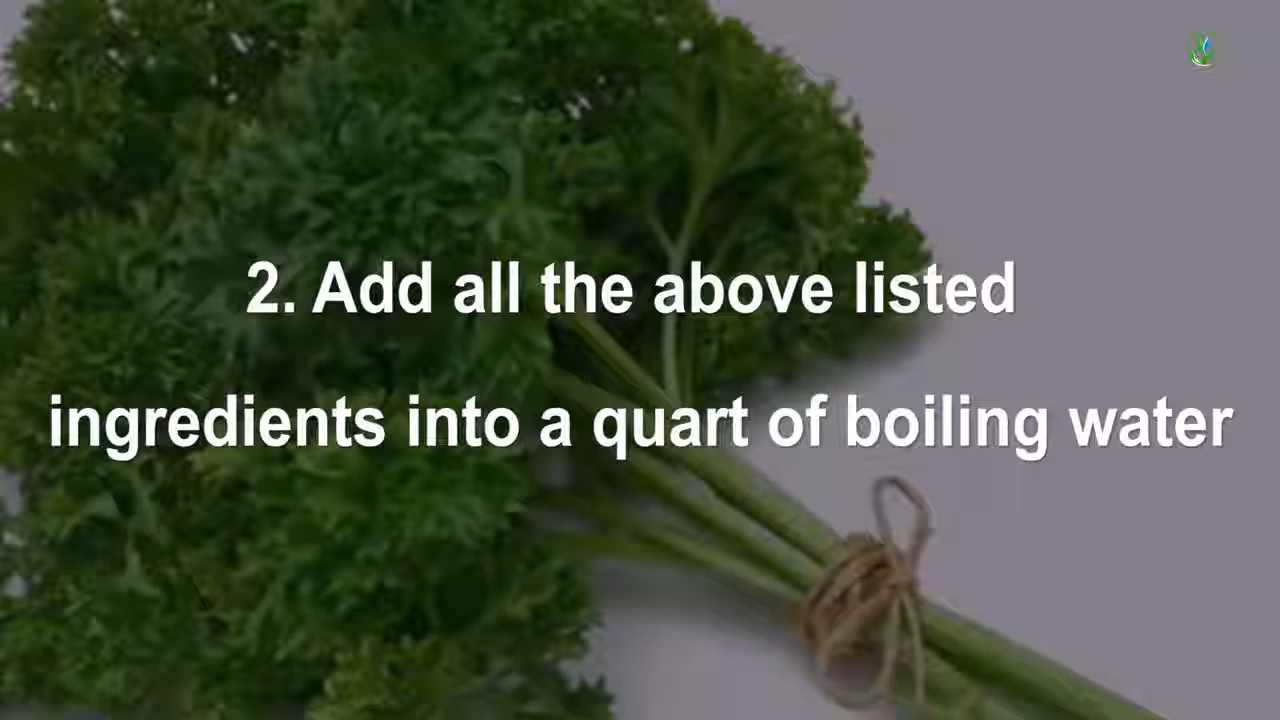 2. Add all the above listed
ingredients into a quart of boiling water